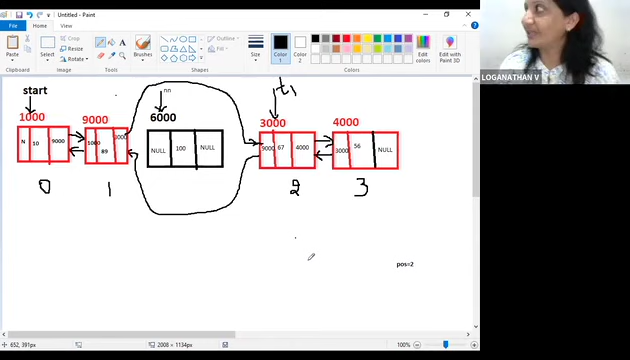 Untitled - Paint
File
Home
View
Paste
Clipboard
Select
Crop
Resize
Rotate
Image
Tools
Brushes
Outline
Fill
Shapes
Size
Color 1
Color 2
Colors
Edit colors
Edit with Paint 3D
LOGANATHAN V
start
nn
t1
1000
9000
6000
3000
4000
N 10 9000
1000 89 3000
NULL 100 NULL
9000 67 4000
3000 56 NULL
0 1 2 3
pos=2
652, 391px
2008 × 1134px
100%